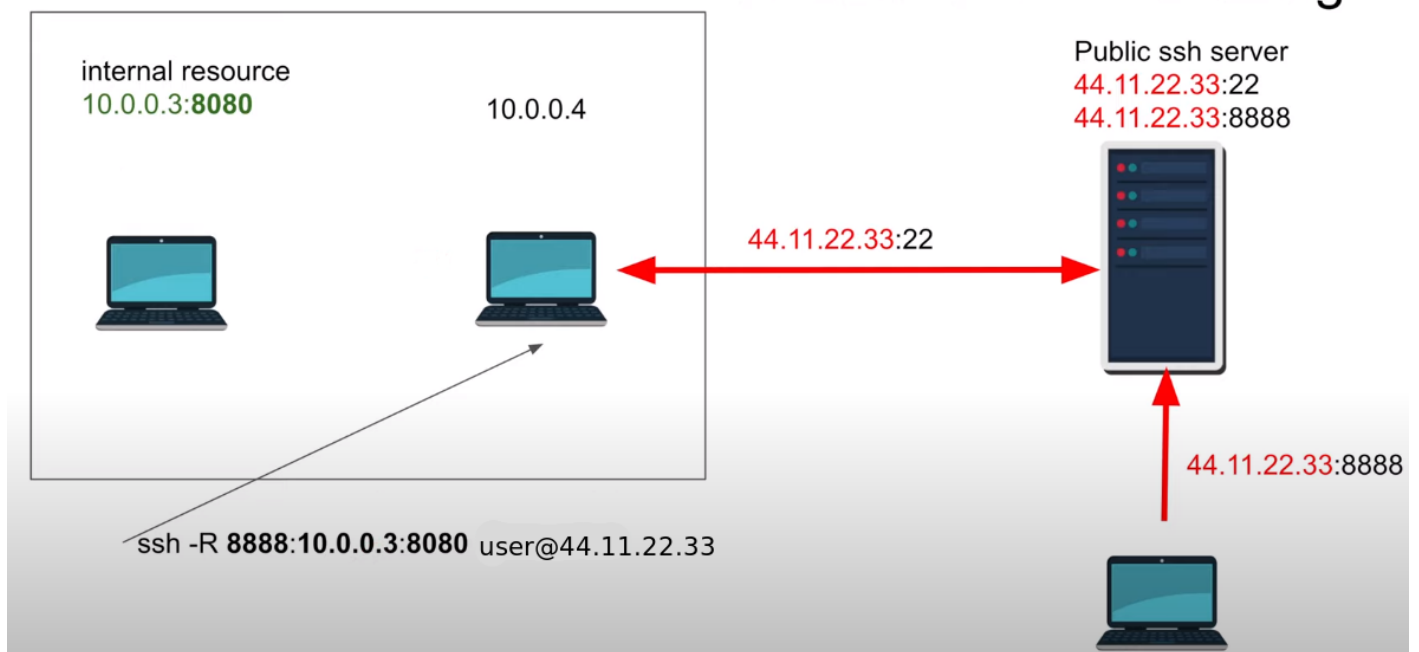 internal resource
10.0.0.3:8080
10.0.0.4
Public ssh server
44.11.22.33:22
44.11.22.33:8888
44.11.22.33:22
44.11.22.33:8888
ssh -R 8888:10.0.0.3:8080 user@44.11.22.33